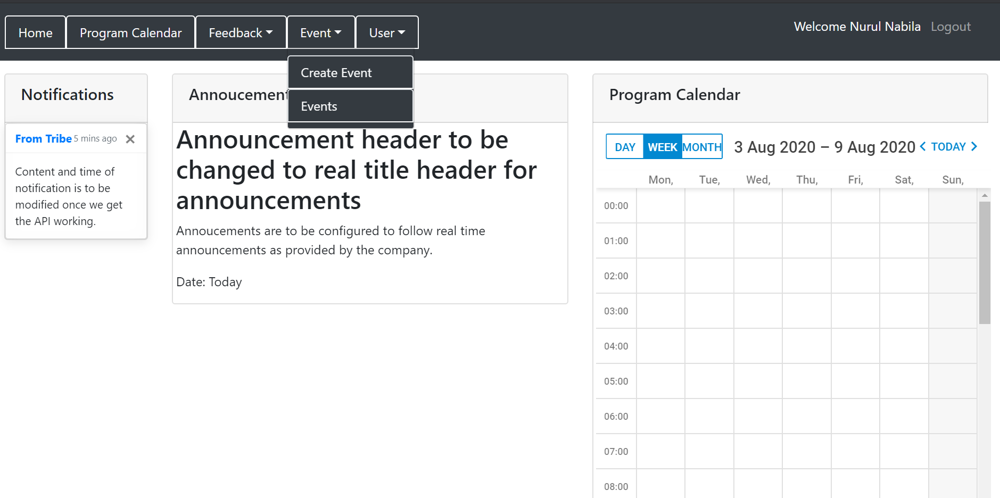 Home
Program Calendar
Feedback
Event
User
Welcome Nurul Nabila
Logout
Create Event
Events
Notifications
From Tribe 5 mins ago ×
Content and time of
notification is to be
modified once we get
the API working.
Annoucement
Announcement header to be
changed to real title header for
announcements
Annoucements are to be configured to follow real time
announcements as provided by the company.
Date: Today
Program Calendar
DAY WEEK MONTH 3 Aug 2020 – 9 Aug 2020 TODAY
Mon, Tue, Wed, Thu, Fri, Sat, Sun,
00:00
01:00
02:00
03:00
04:00
05:00
06:00
07:00
08:00